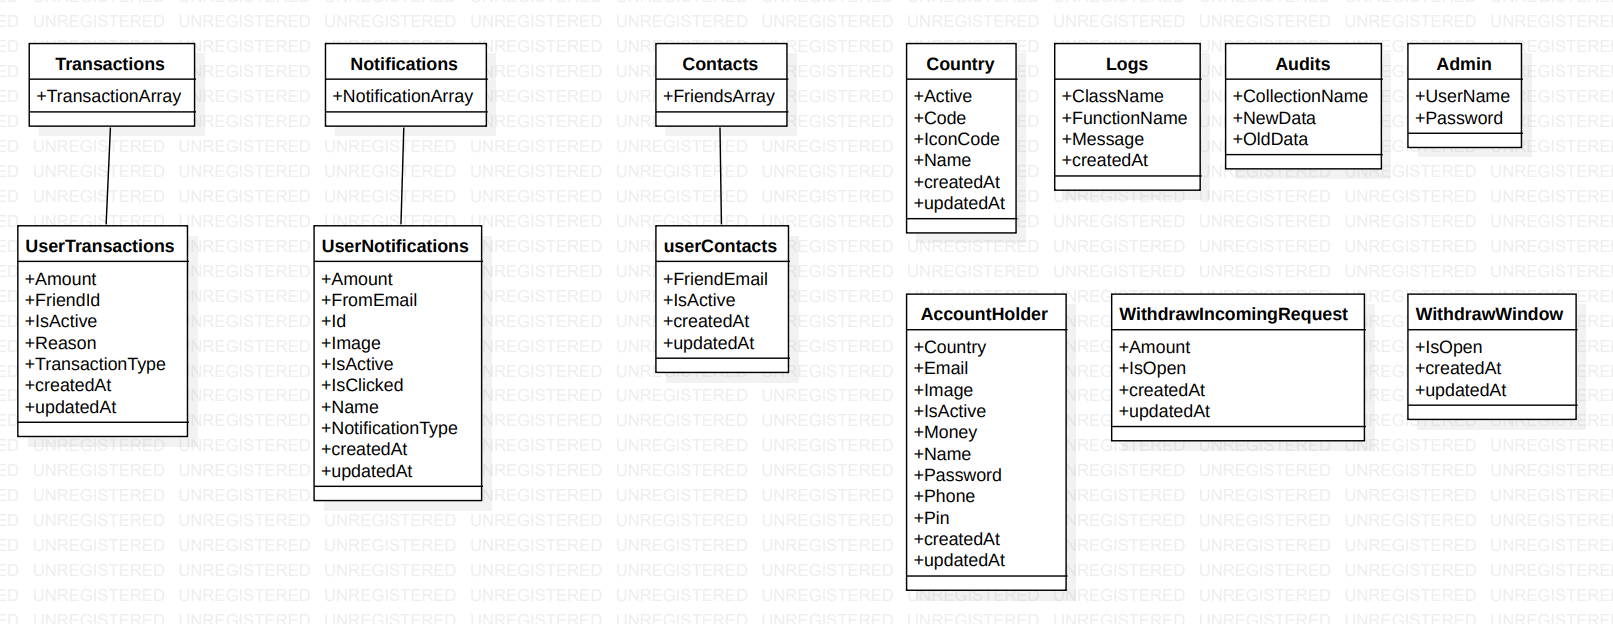 Transactions
+TransactionArray
Notifications
+NotificationArray
Contacts
+FriendsArray
Country
+Active
+Code
+IconCode
+Name
+createdAt
+updatedAt
Logs
+ClassName
+FunctionName
+Message
+createdAt
Audits
+CollectionName
+NewData
+OldData
Admin
+UserName
+Password
UserTransactions
+Amount
+FriendId
+IsActive
+Reason
+TransactionType
+createdAt
+updatedAt
UserNotifications
+Amount
+FromEmail
+Id
+Image
+IsActive
+IsClicked
+Name
+NotificationType
+createdAt
+updatedAt
userContacts
+FriendEmail
+IsActive
+createdAt
+updatedAt
AccountHolder
+Country
+Email
+Image
+IsActive
+Money
+Name
+Password
+Phone
+Pin
+createdAt
+updatedAt
WithdrawIncomingRequest
+Amount
+IsOpen
+createdAt
+updatedAt
WithdrawWindow
+IsOpen
+createdAt
+updatedAt
UNREGISTERED